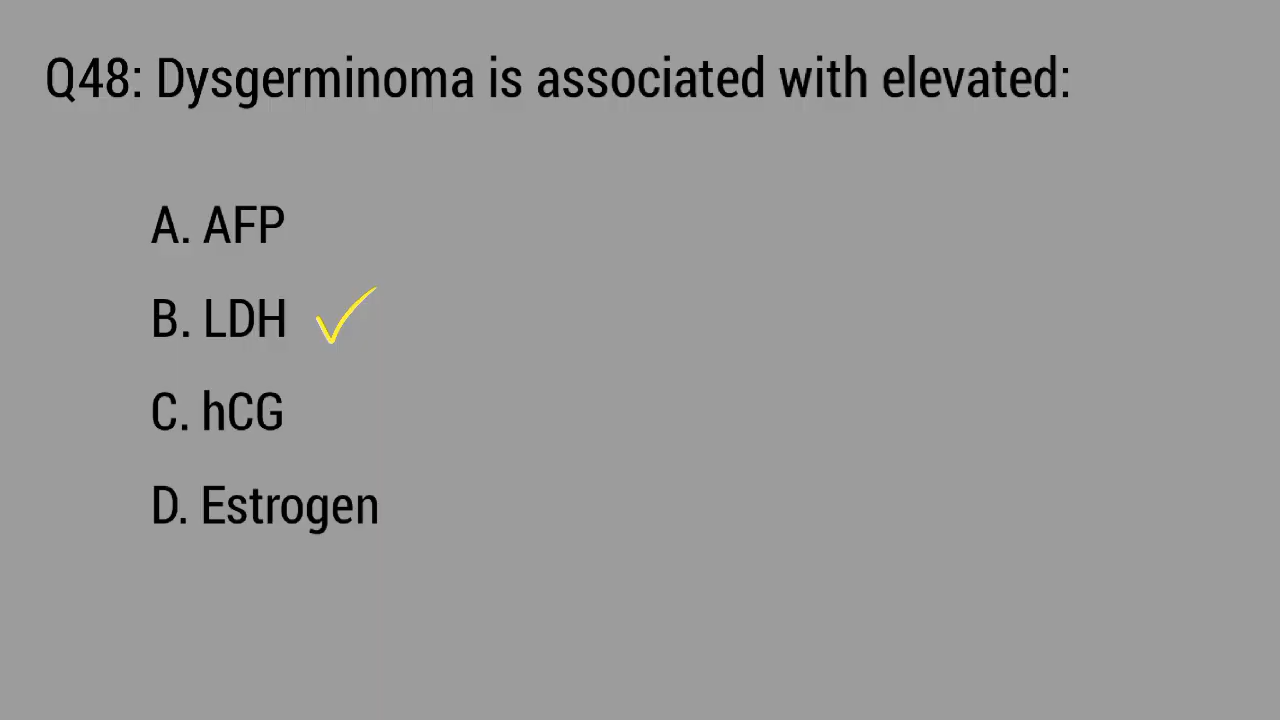 Q48: Dysgerminoma is associated with elevated:
A. AFP
B. LDH
C. hCG
D. Estrogen